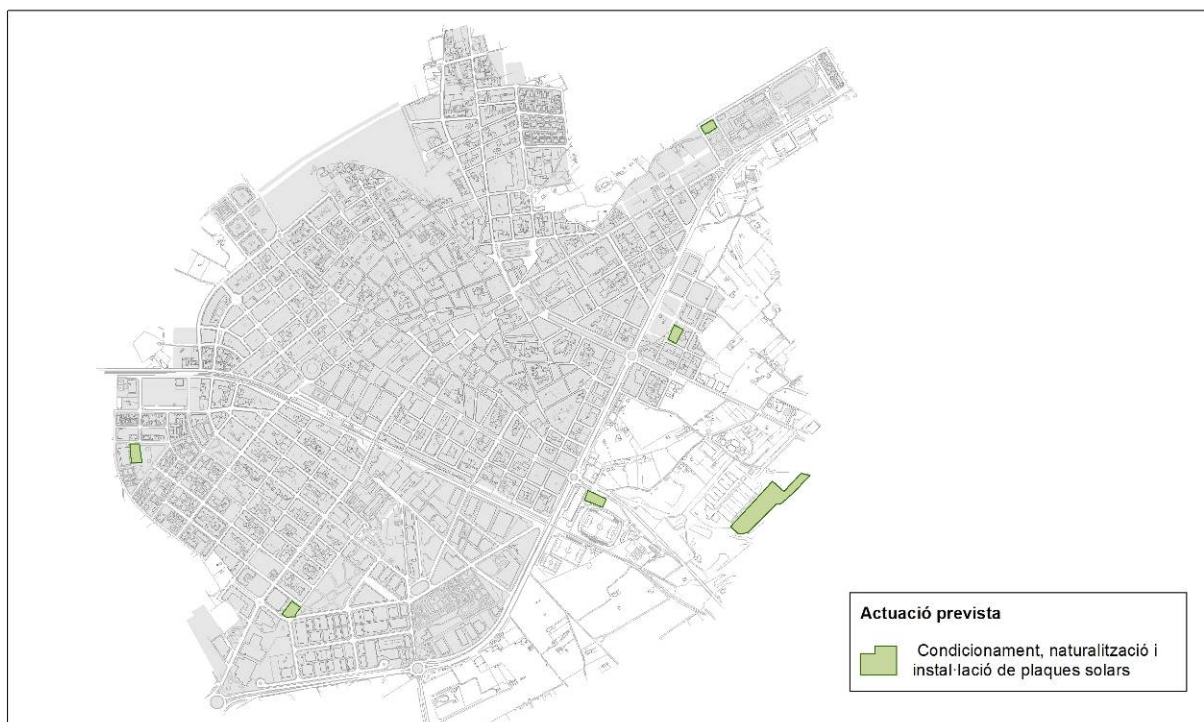 Actuació prevista
Condicionament, naturalització i
instal·lació de plaques solars